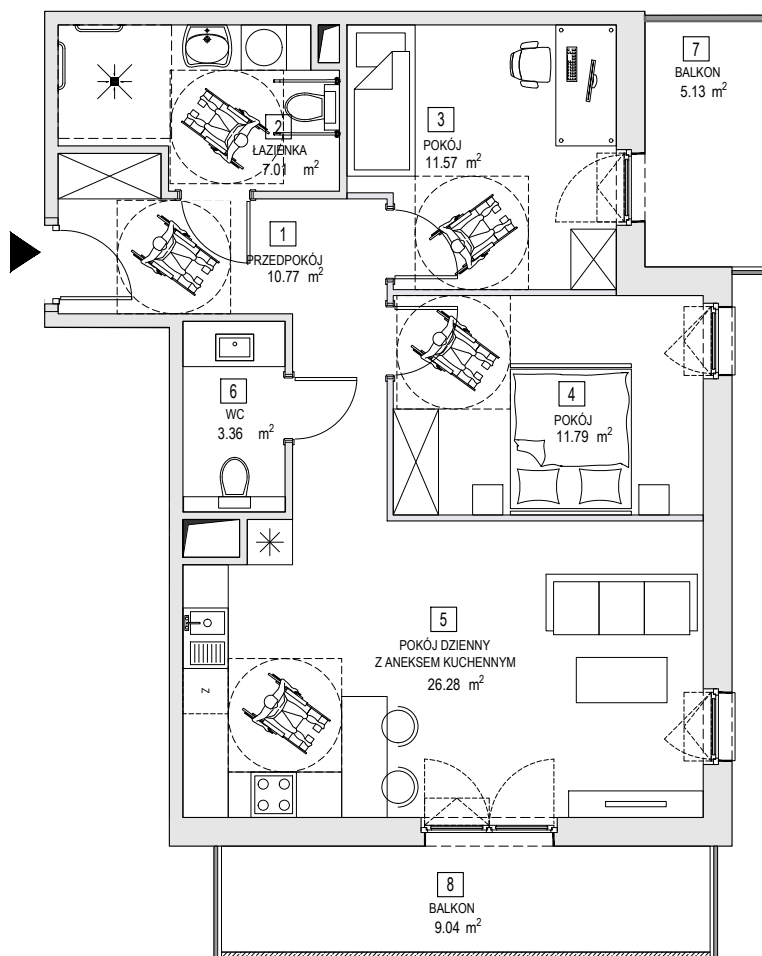 7
BALKON
5.13 m²
3
POKÓJ
11.57 m²
2
ŁAZIENKA
7.01 m²
1
PRZEDPOKÓJ
10.77 m²
6
WC
3.36 m²
4
POKÓJ
11.79 m²
5
POKÓJ DZIENNY
Z ANEKSEM KUCHENNYM
26.28 m²
Z
8
BALKON
9.04 m²